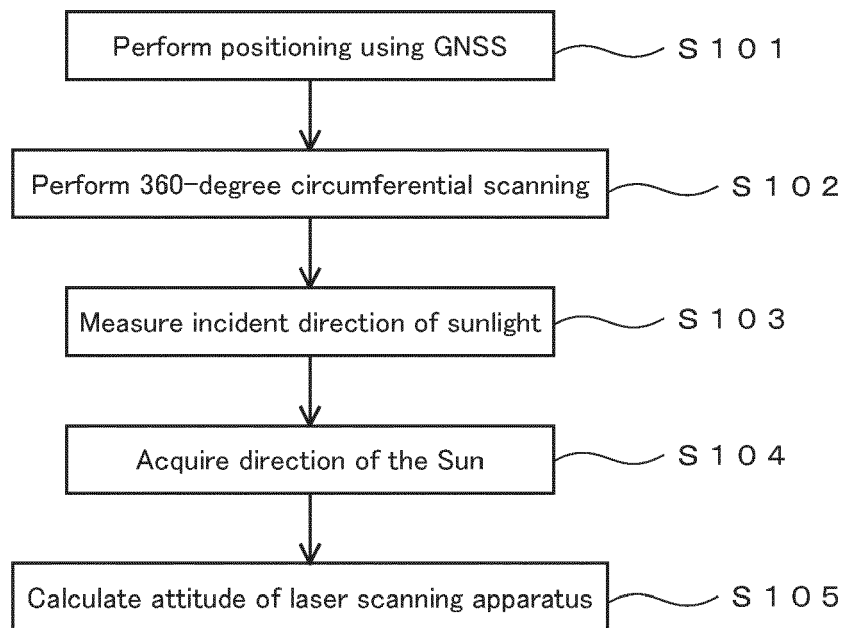 Perform positioning using GNSS
S101
Perform 360-degree circumferential scanning
S102
Measure incident direction of sunlight
S103
Acquire direction of the Sun
S104
Calculate attitude of laser scanning apparatus
S105